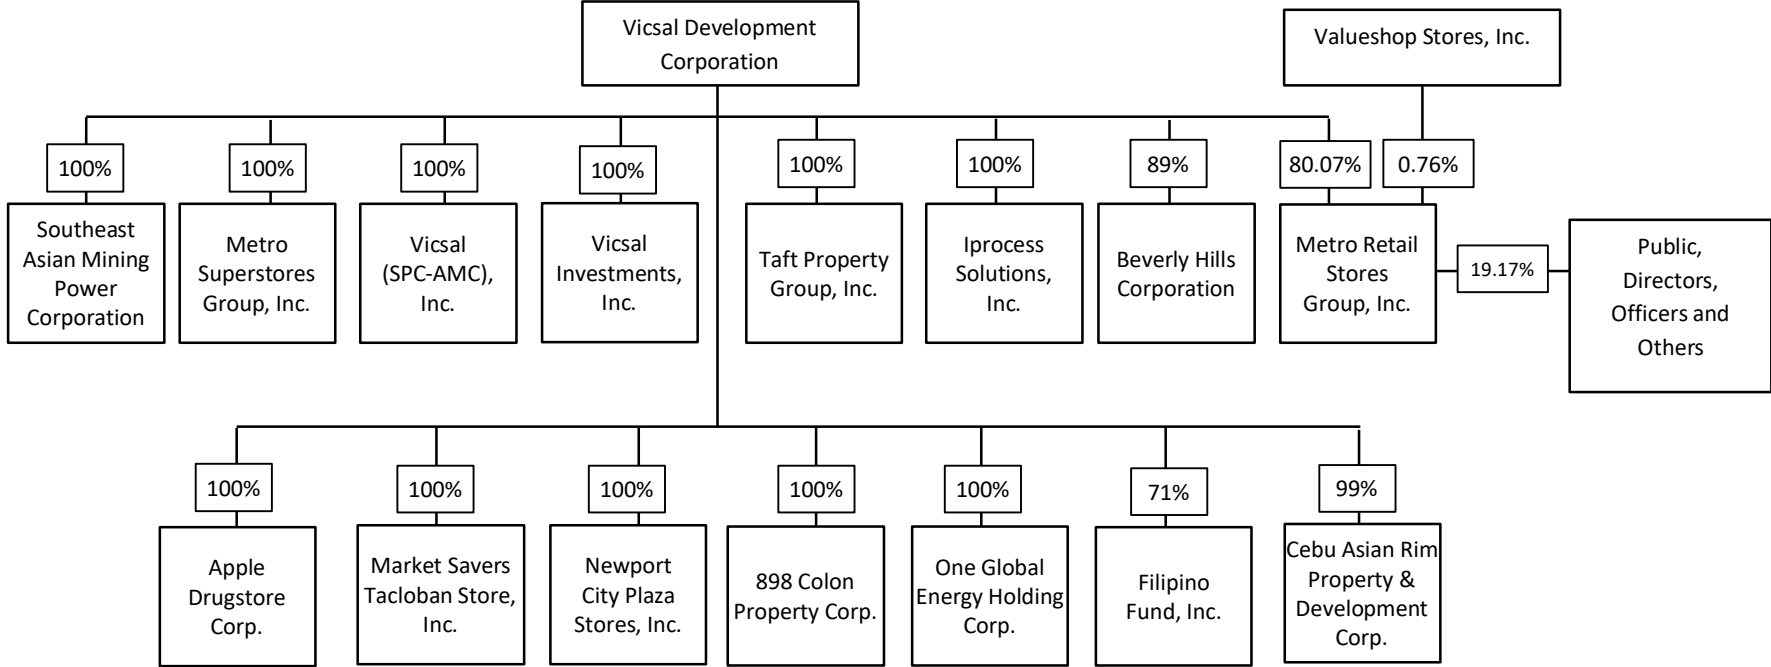 Vicsal Development
Corporation
Valueshop Stores, Inc.
100%
100%
100%
100%
100%
100%
89%
80.07%
0.76%
Southeast
Asian Mining
Power
Corporation
Metro
Superstores
Group, Inc.
Vicsal
(SPC-AMC),
Inc.
Vicsal
Investments,
Inc.
Taft Property
Group, Inc.
Iprocess
Solutions,
Inc.
Beverly Hills
Corporation
Metro Retail
Stores
Group, Inc.
19.17%
Public,
Directors,
Officers and
Others
100%
100%
100%
100%
100%
71%
99%
Apple
Drugstore
Corp.
Market Savers
Tacloban Store,
Inc.
Newport
City Plaza
Stores, Inc.
898 Colon
Property Corp.
One Global
Energy Holding
Corp.
Filipino
Fund, Inc.
Cebu Asian Rim
Property &
Development
Corp.